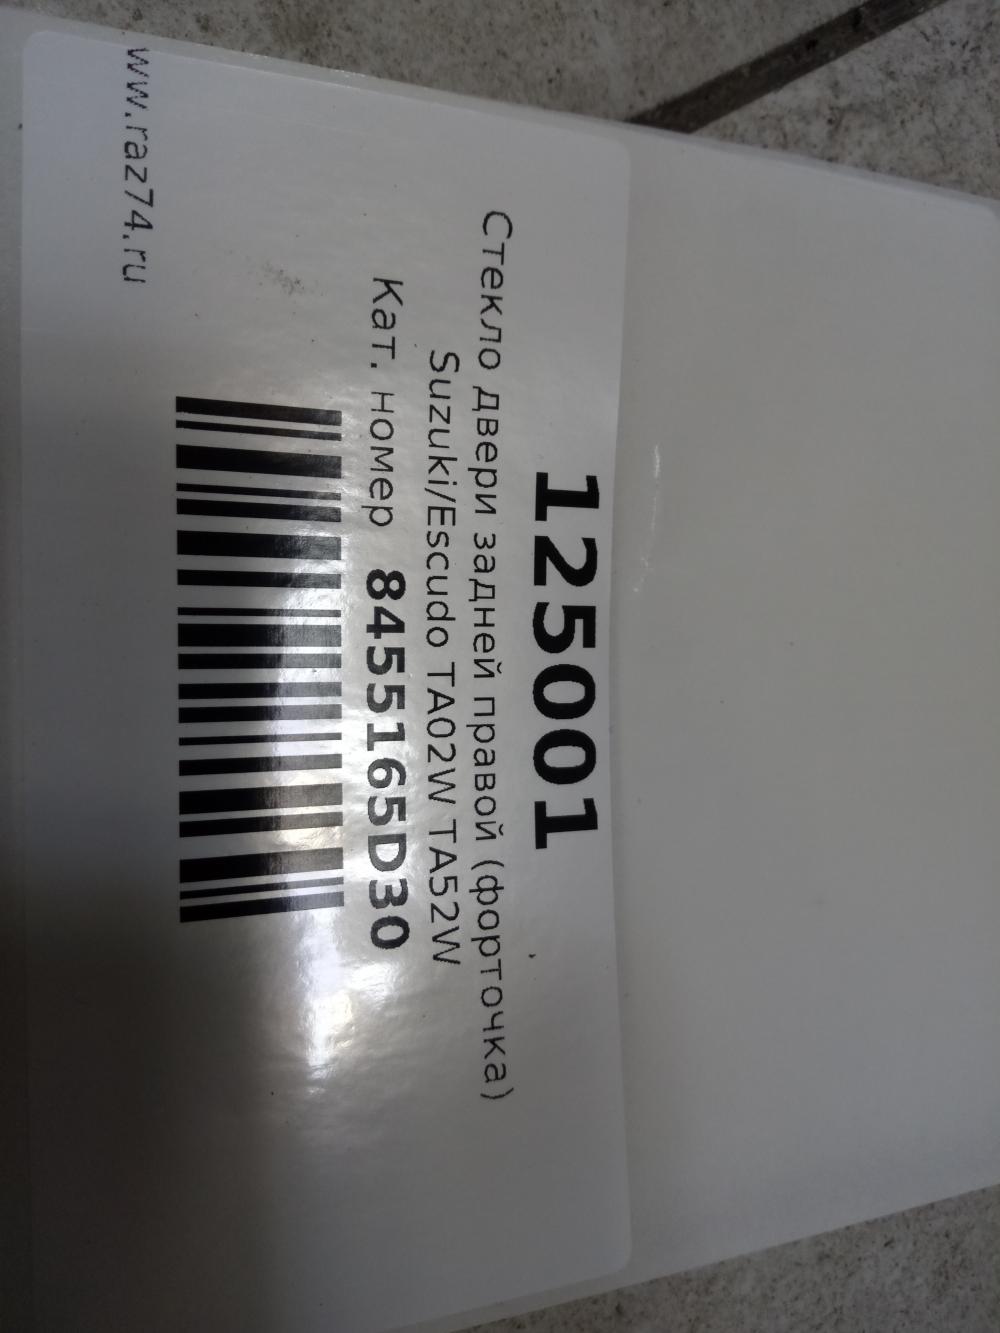 125001
Стекло двери задней правой (форточка)
Suzuki/Escudo TA02W TA52W
Кат. номер 8455165D30
www.raz74.ru